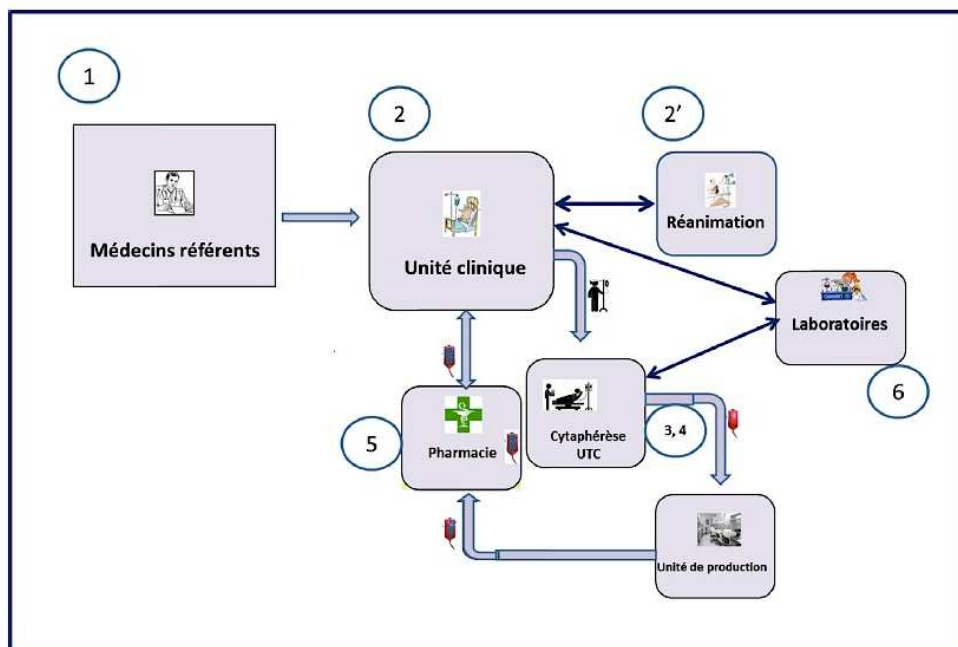 1
2
2′
Médecins référents
Unité clinique
Réanimation
Laboratoires
6
5
Pharmacie
Cytaphérèse
UTC
3, 4
Unité de production